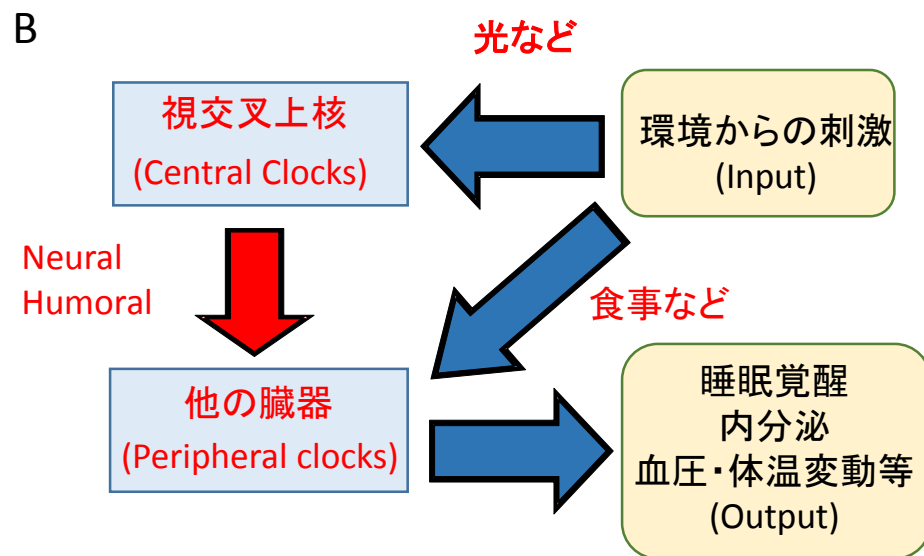 B
光など
視交叉上核
(Central Clocks)
環境からの刺激
(Input)
Neural
Humoral
食事など
他の臓器
(Peripheral clocks)
睡眠覚醒
内分泌
血圧・体温変動等
(Output)